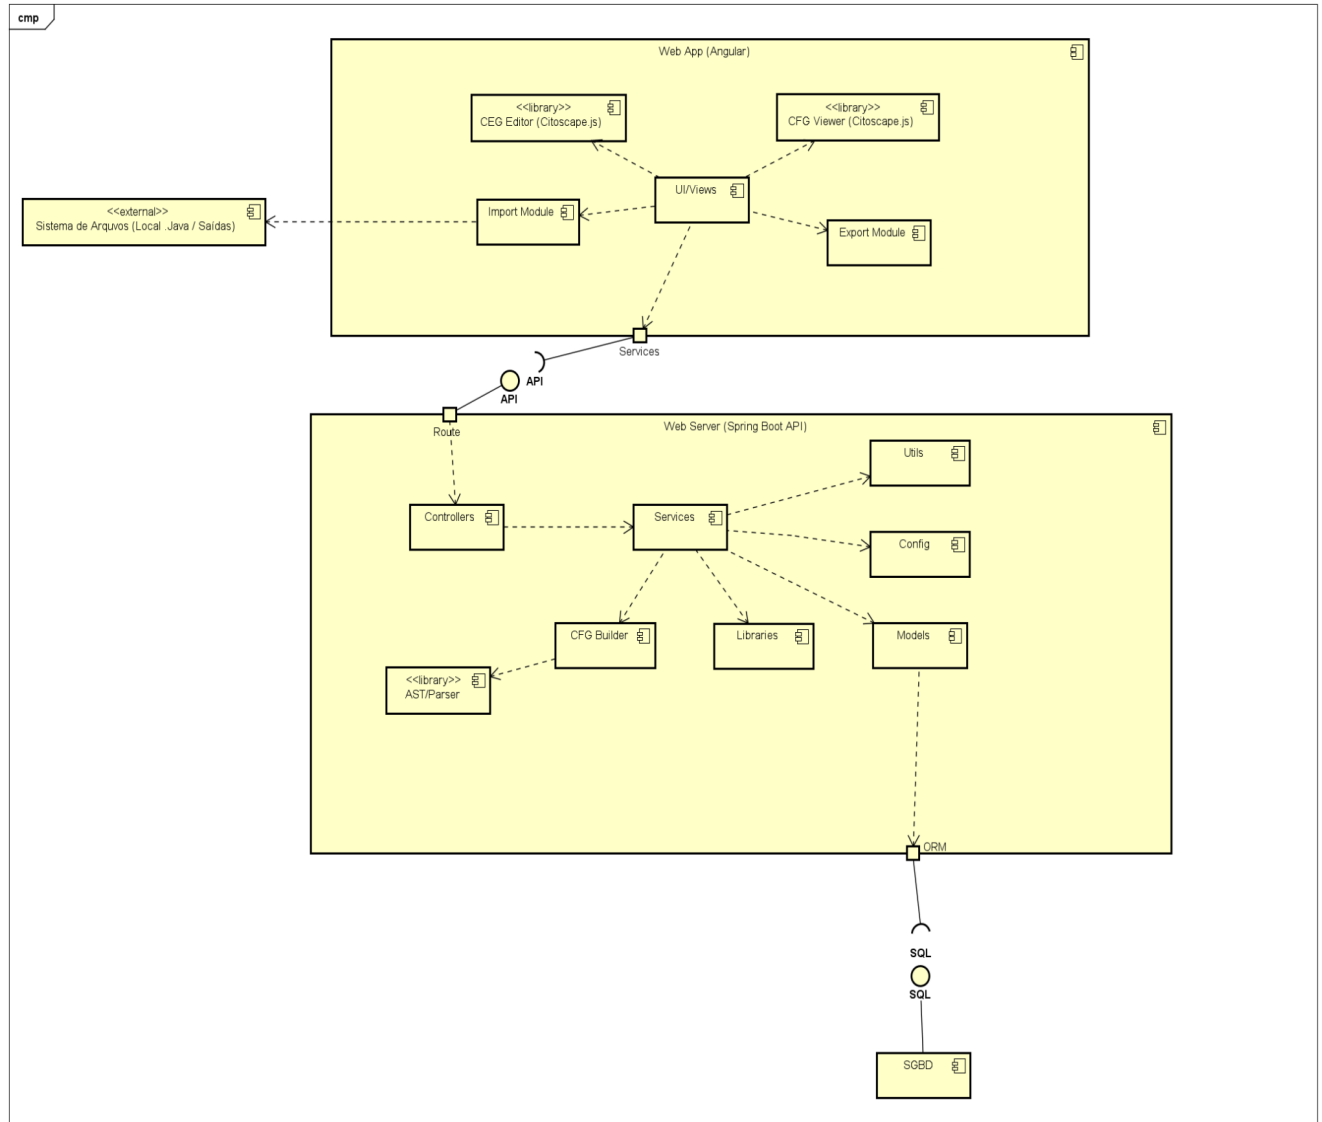 cmp
Web App (Angular)
<<library>>
CEG Editor (Citoscape.js)
<<library>>
CFG Viewer (Citoscape.js)
UI/Views
<<external>>
Sistema de Arquvos (Local .Java / Saídas)
Import Module
Export Module
Services
API
API
Route
Web Server (Spring Boot API)
Utils
Controllers
Services
Config
CFG Builder
Libraries
Models
<<library>>
AST/Parser
ORM
SQL
SQL
SGBD